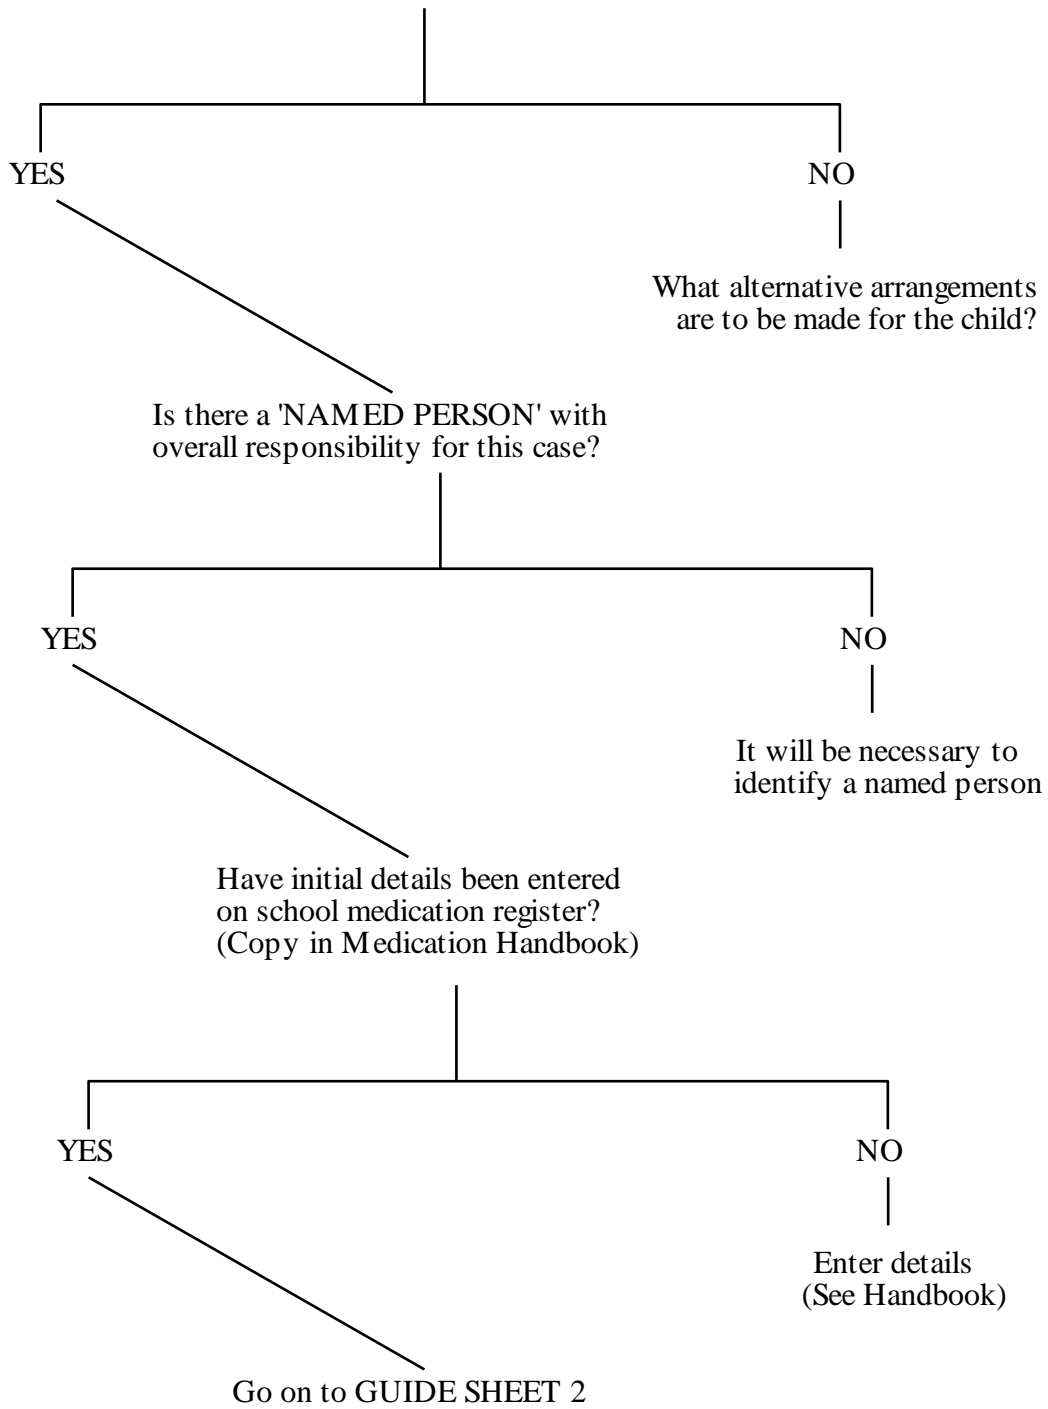 YES
NO
What alternative arrangements
are to be made for the child?
Is there a 'NAMED PERSON' with
overall responsibility for this case?
YES
NO
It will be necessary to
identify a named person
Have initial details been entered
on school medication register?
(Copy in Medication Handbook)
YES
NO
Enter details
(See Handbook)
Go on to GUIDE SHEET 2